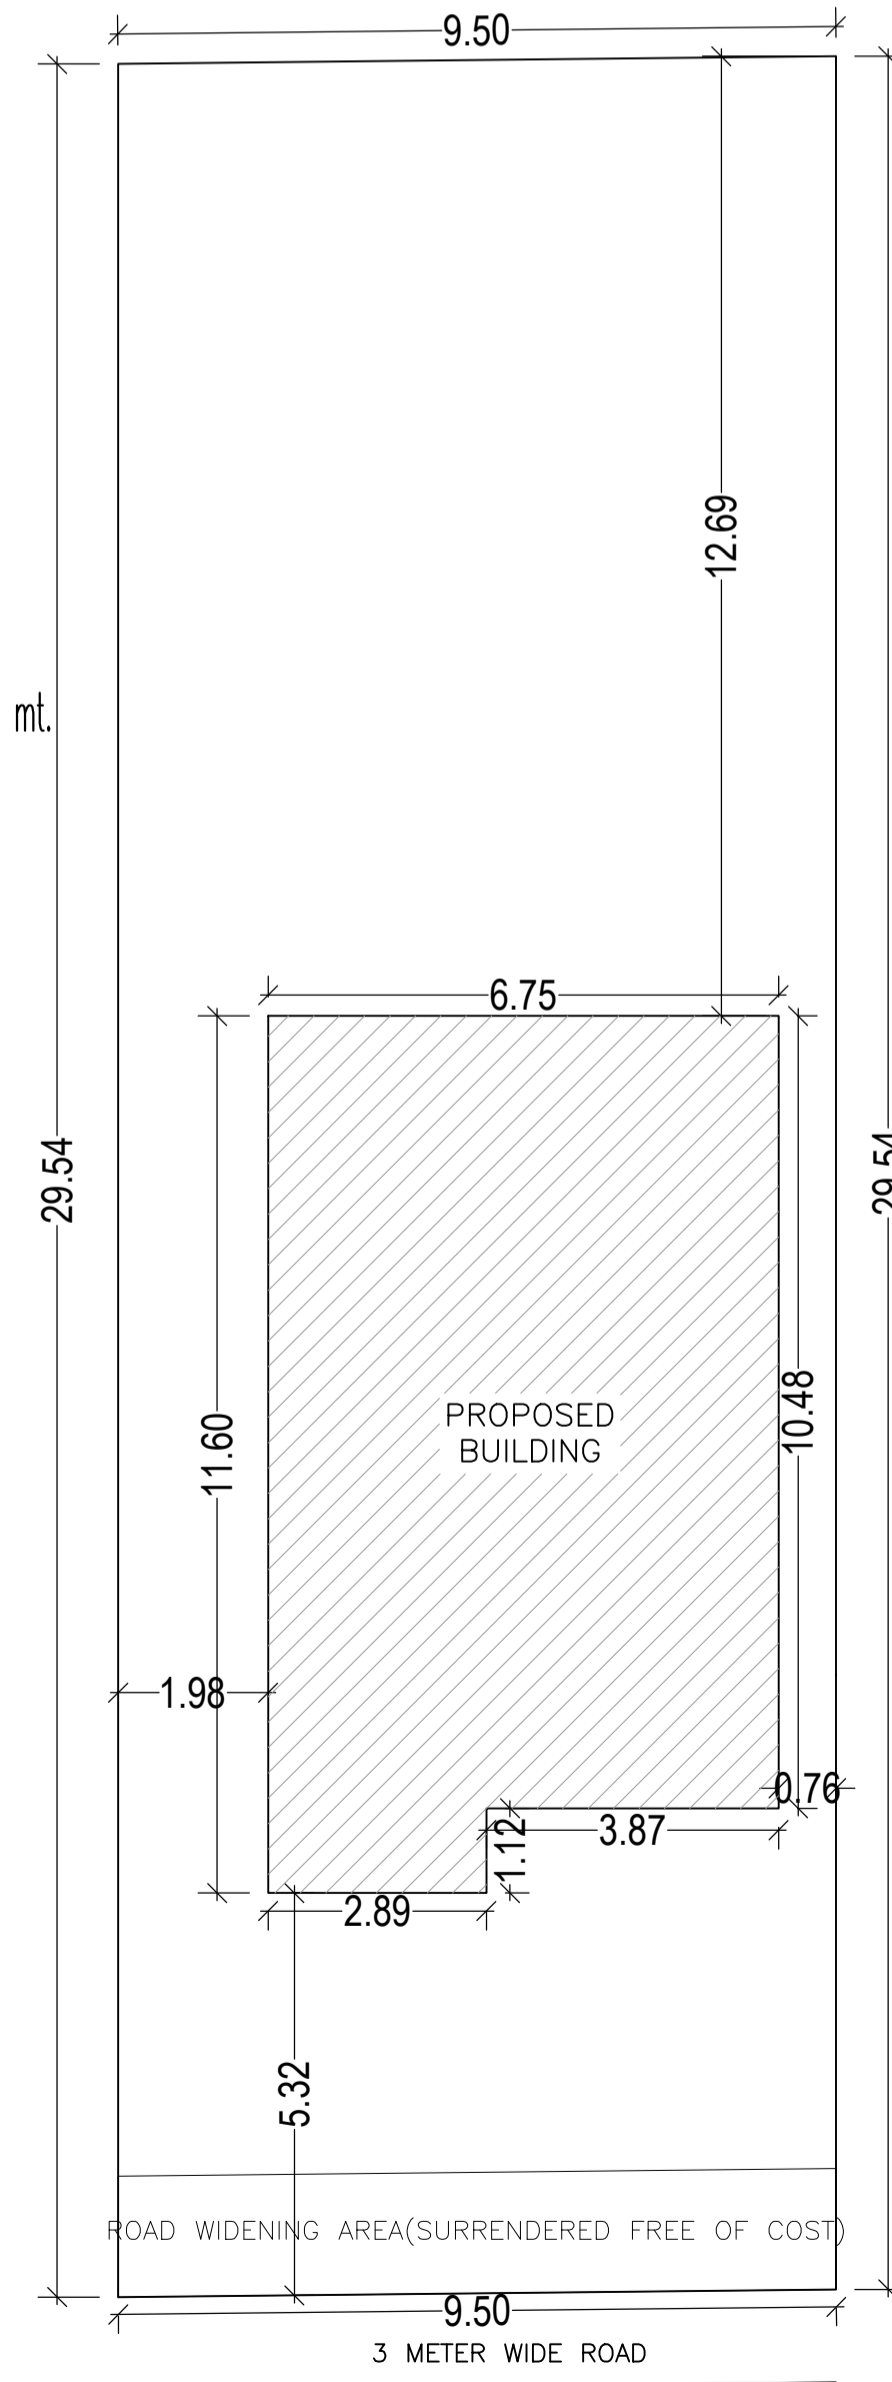 9.50
12.69
mt.
6.75
29.54
29.54
PROPOSED
BUILDING
10.48
11.60
1.98
0.76
1.12
3.87
2.89
5.32
ROAD WIDENING AREA(SURRENDERED FREE OF COST)
9.50
3 METER WIDE ROAD